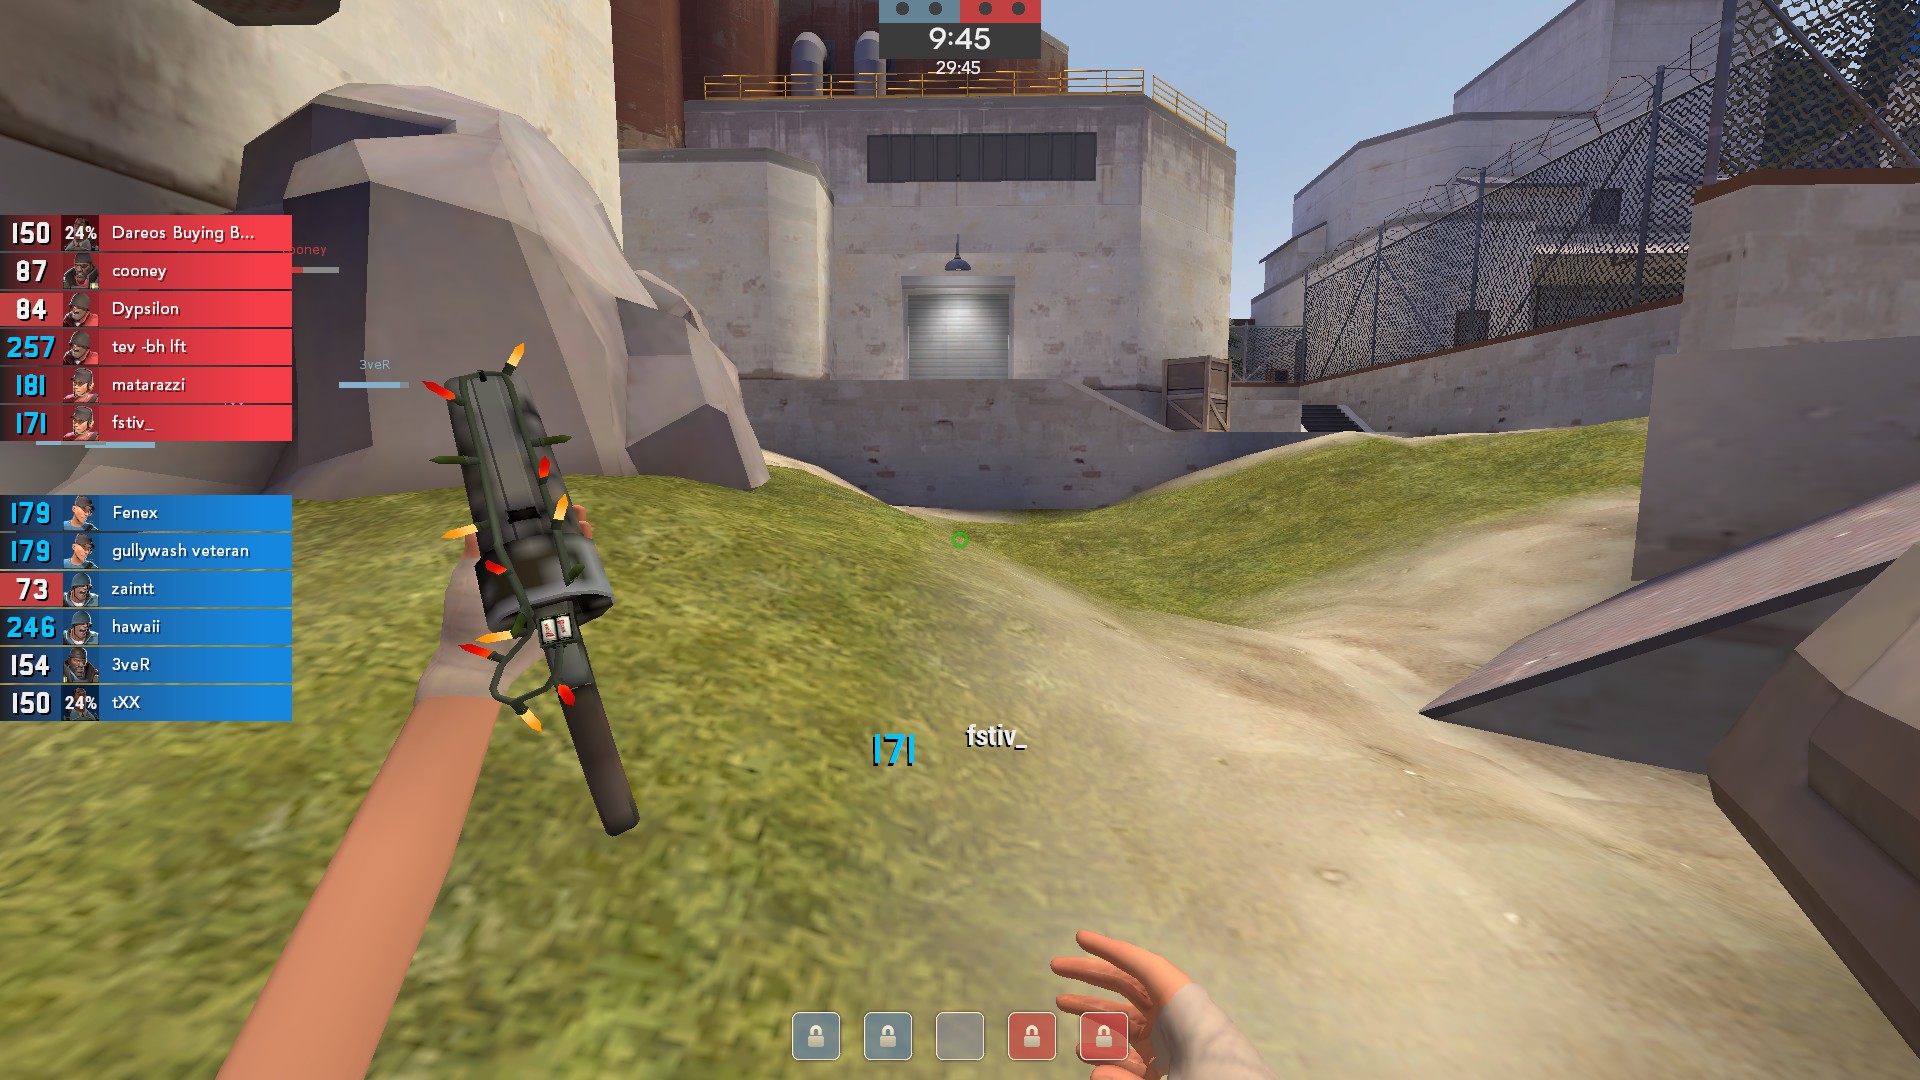 9:45
29:45
150 24% Dareos Buying B...
87 cooney
84 Dypsilon
257 tev -bh lft
181 matarazzi
171 fstiv_
ooney
3veR
179 Fenex
179 gullywash veteran
73 zaintt
246 hawaii
154 3veR
150 24% tXX
171 fstiv_